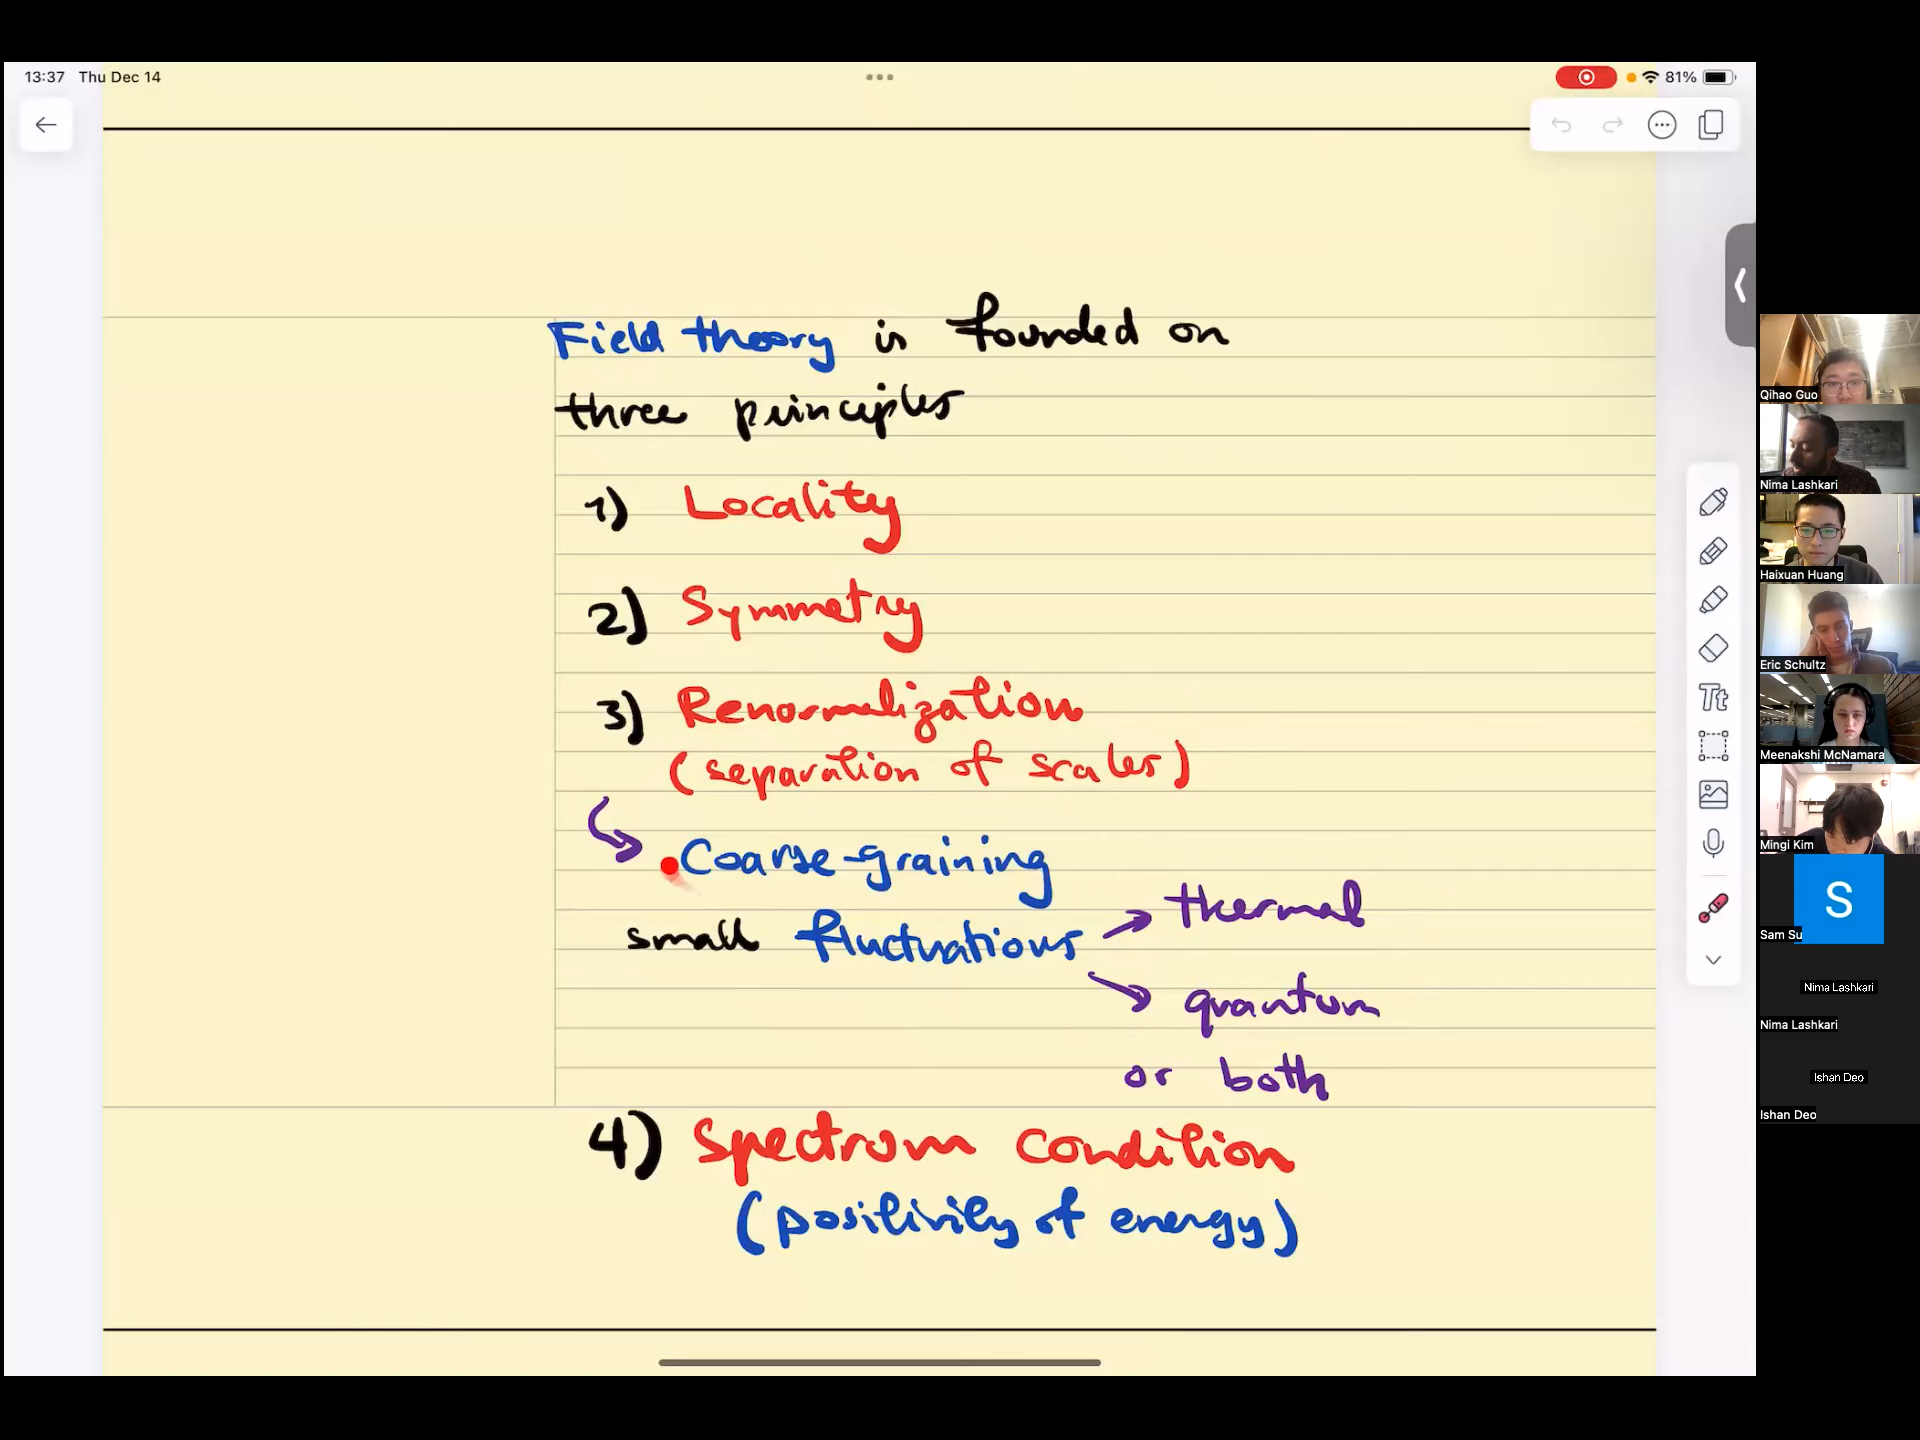 13:37 Thu Dec 14
81%
Field theory is founded on
three principles
1) Locality
2) Symmetry
3) Renormalization
(separation of scales)
Coarse-graining
small fluctuations
thermal
quantum
or both
4) Spectrum condition
(positivity of energy)
Tt
Qihao Guo
Nima Lashkari
Haixuan Huang
Eric Schultz
Meenakshi McNamara
Mingi Kim
S
Sam Su
Nima Lashkari
Nima Lashkari
Ishan Deo
Ishan Deo